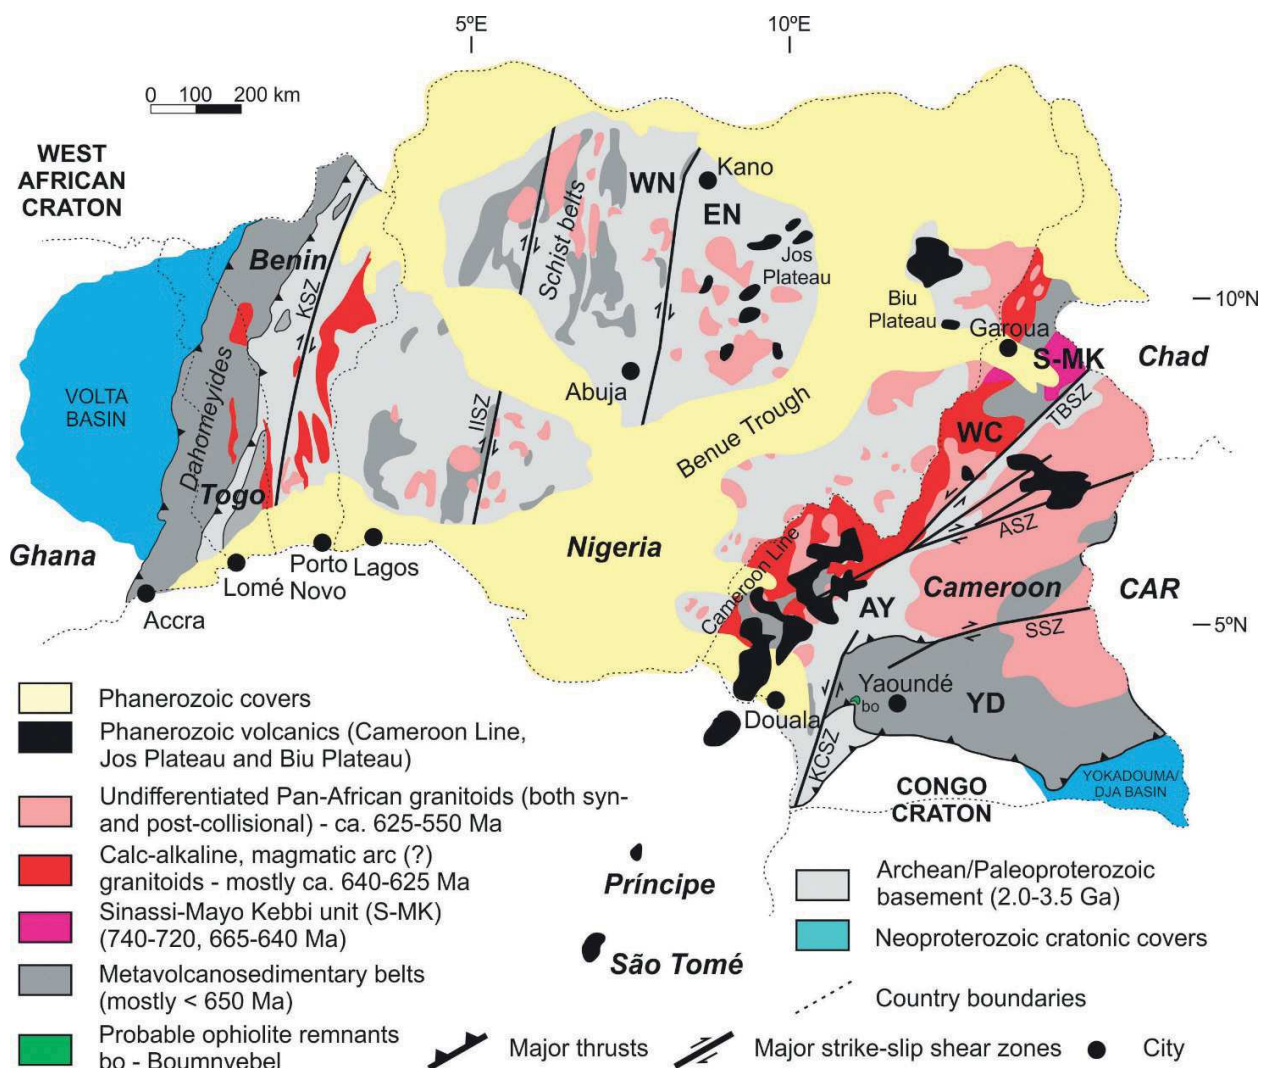 5ºE
10ºE
0 100 200 km
WEST
AFRICAN
CRATON
WN
Kano
EN
Schist belts
Jos
Plateau
Benin
KSZ
Biu
Plateau
10ºN
Garoua
S-MK
Chad
Dahomeyides
VOLTA
BASIN
Abuja
TBSZ
IISZ
Benue Trough
WC
Togo
ASZ
Ghana
Nigeria
Porto
Novo
Lagos
Lomé
Cameroon Line
Cameroon
CAR
Accra
AY
SSZ
5ºN
Yaoundé
bo
YD
Douala
KCSZ
CONGO
CRATON
YOKADOUMA/
DJA BASIN
Príncipe
São Tomé
Phanerozoic covers
Phanerozoic volcanics (Cameroon Line,
Jos Plateau and Biu Plateau)
Undifferentiated Pan-African granitoids (both syn-
and post-collisional) - ca. 625-550 Ma
Calc-alkaline, magmatic arc (?)
granitoids - mostly ca. 640-625 Ma
Sinassi-Mayo Kebbi unit (S-MK)
(740-720, 665-640 Ma)
Metavolcanosedimentary belts
(mostly < 650 Ma)
Probable ophiolite remnants
bo - Boumnyebel
Archean/Paleoproterozoic
basement (2.0-3.5 Ga)
Neoproterozoic cratonic covers
Country boundaries
Major thrusts
Major strike-slip shear zones
City